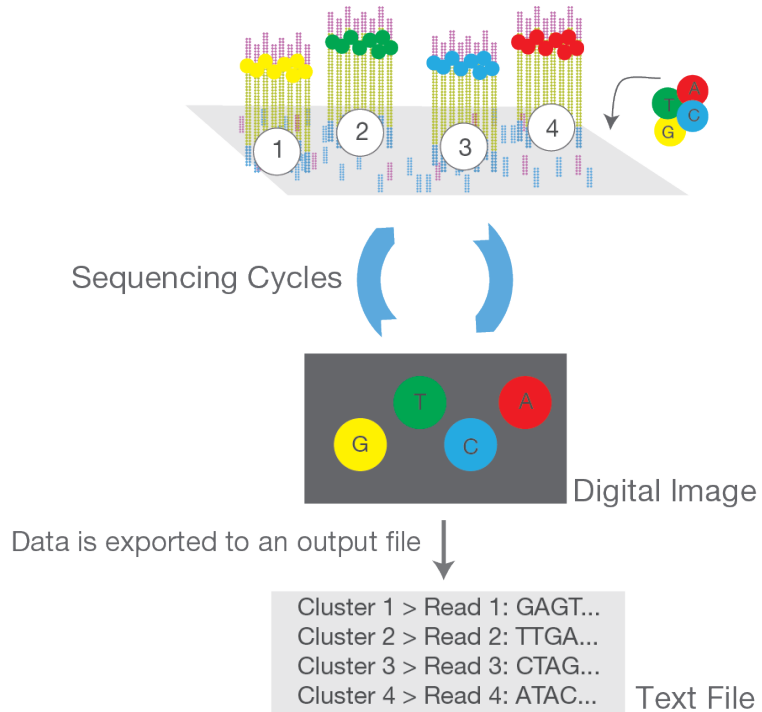 1
2
3
4
A
T
C
G
Sequencing Cycles
T
A
G
C
Digital Image
Data is exported to an output file
Cluster 1 > Read 1: GAGT...
Cluster 2 > Read 2: TTGA...
Cluster 3 > Read 3: CTAG...
Cluster 4 > Read 4: ATAC...
Text File